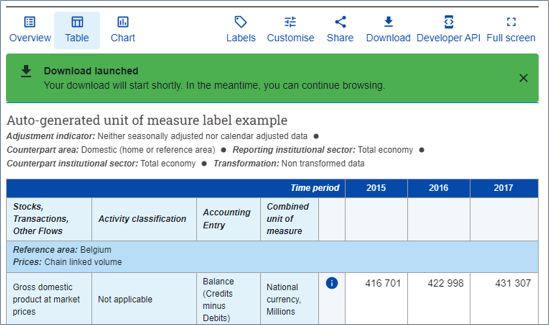 Overview Table Chart Labels Customise Share Download Developer API Full screen
Download launched
Your download will start shortly. In the meantime, you can continue browsing.
Auto-generated unit of measure label example
Adjustment indicator: Neither seasonally adjusted nor calendar adjusted data ●
Counterpart area: Domestic (home or reference area) ● Reporting institutional sector: Total economy ●
Counterpart institutional sector: Total economy ● Transformation: Non transformed data
Time period 2015 2016 2017
Stocks,
Transactions,
Other Flows
Activity classification
Accounting
Entry
Combined
unit of
measure
Reference area: Belgium
Prices: Chain linked volume
Gross domestic
product at market
prices
Not applicable
Balance
(Credits
minus
Debits)
National
currency,
Millions
i
416 701 422 998 431 307